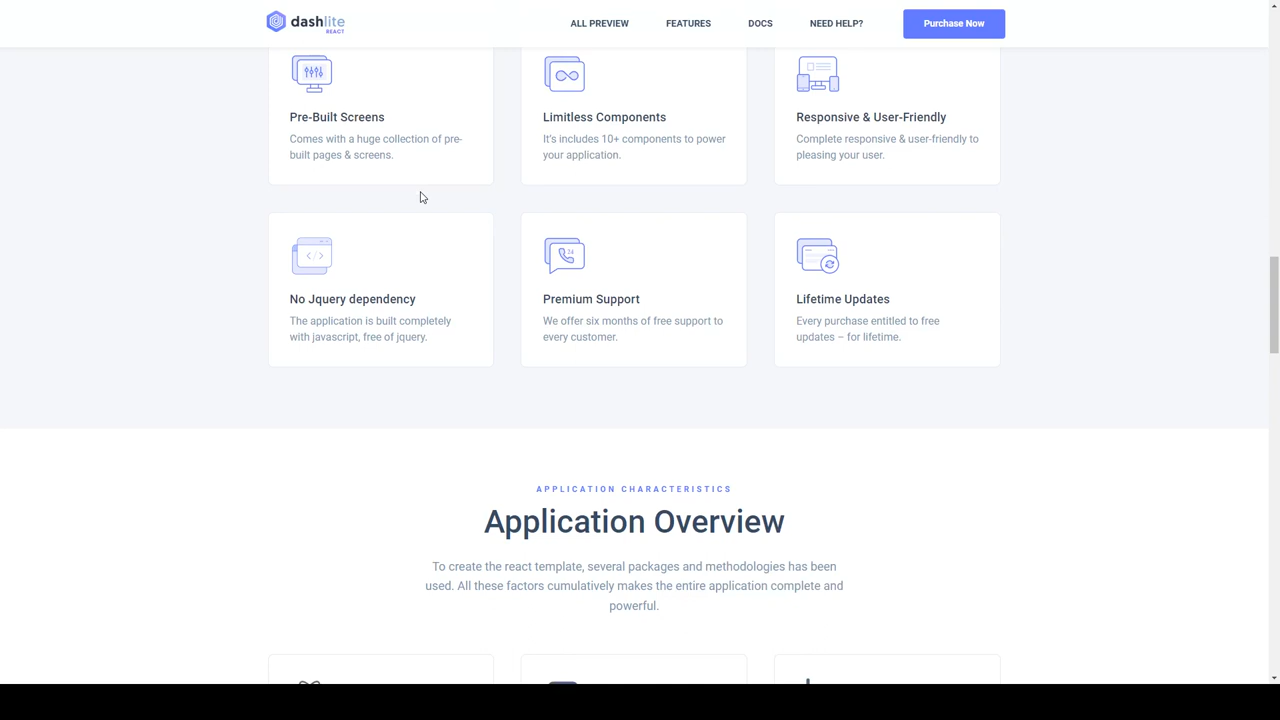 dashlite
REACT
ALL PREVIEW
FEATURES
DOCS
NEED HELP?
Purchase Now
Pre-Built Screens
Comes with a huge collection of pre-
built pages & screens.
Limitless Components
It's includes 10+ components to power
your application.
Responsive & User-Friendly
Complete responsive & user-friendly to
pleasing your user.
No Jquery dependency
The application is built completely
with javascript, free of jquery.
Premium Support
We offer six months of free support to
every customer.
Lifetime Updates
Every purchase entitled to free
updates – for lifetime.
APPLICATION CHARACTERISTICS
Application Overview
To create the react template, several packages and methodologies has been
used. All these factors cumulatively makes the entire application complete and
powerful.